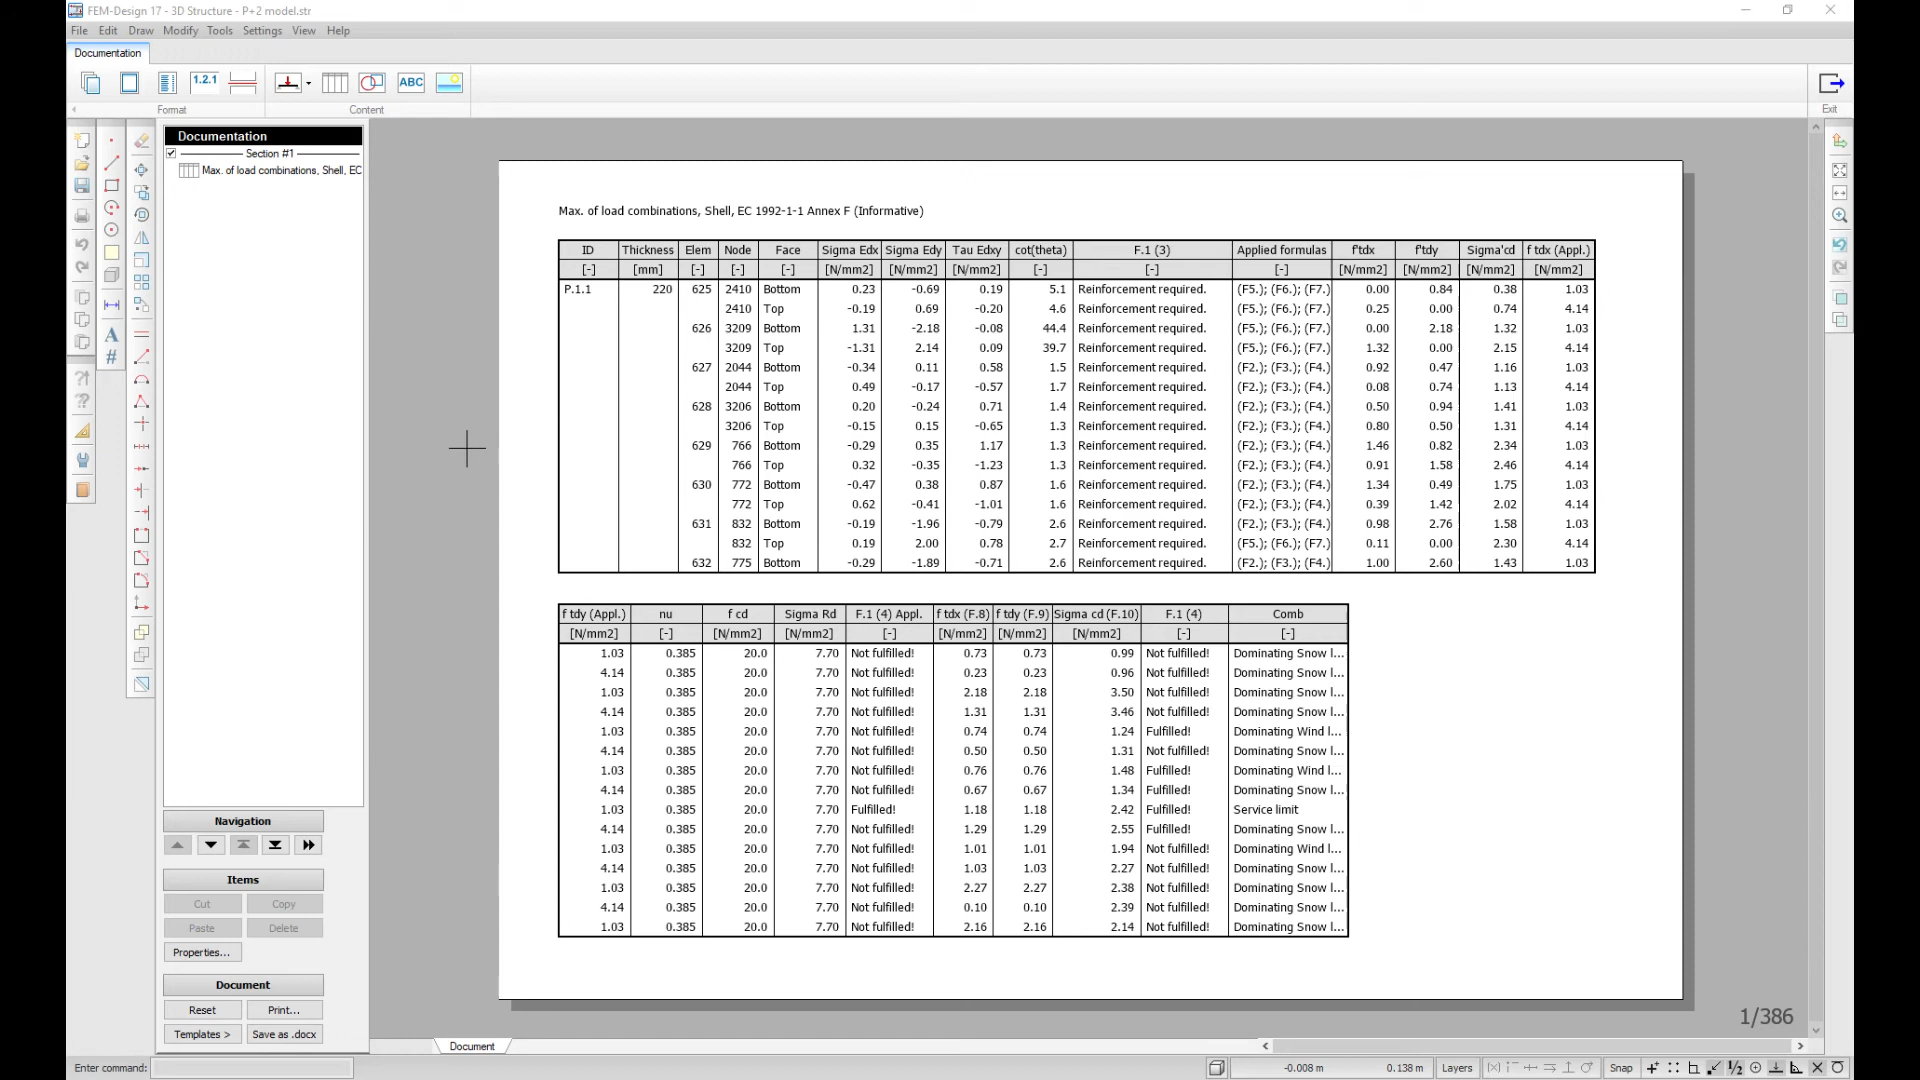 FEM-Design 17 - 3D Structure - P+2 model.str
File Edit Draw Modify Tools Settings View Help
Documentation
1.2.1 ABC
Format Content Exit
Documentation
Section #1
Max. of load combinations, Shell, EC
Max. of load combinations, Shell, EC 1992-1-1 Annex F (Informative)
ID Thickness Elem Node Face Sigma Edx Sigma Edy Tau Edxy cot(theta) F.1 (3) Applied formulas f'tdx f'tdy Sigma'cd f tdx (Appl.)
[-] [mm] [-] [-] [-] [N/mm2] [N/mm2] [N/mm2] [-] [-] [-] [N/mm2] [N/mm2] [N/mm2] [N/mm2]
P.1.1 220 625 2410 Bottom 0.23 -0.69 0.19 5.1 Reinforcement required. (F5.); (F6.); (F7.) 0.00 0.84 0.38 1.03
2410 Top -0.19 0.69 -0.20 4.6 Reinforcement required. (F5.); (F6.); (F7.) 0.25 0.00 0.74 4.14
626 3209 Bottom 1.31 -2.18 -0.08 44.4 Reinforcement required. (F5.); (F6.); (F7.) 0.00 2.18 1.32 1.03
3209 Top -1.31 2.14 0.09 39.7 Reinforcement required. (F5.); (F6.); (F7.) 1.32 0.00 2.15 4.14
627 2044 Bottom -0.34 0.11 0.58 1.5 Reinforcement required. (F2.); (F3.); (F4.) 0.92 0.47 1.16 1.03
2044 Top 0.49 -0.17 -0.57 1.7 Reinforcement required. (F2.); (F3.); (F4.) 0.08 0.74 1.13 4.14
628 3206 Bottom 0.20 -0.24 0.71 1.4 Reinforcement required. (F2.); (F3.); (F4.) 0.50 0.94 1.41 1.03
3206 Top -0.15 0.15 -0.65 1.3 Reinforcement required. (F2.); (F3.); (F4.) 0.80 0.50 1.31 4.14
629 766 Bottom -0.29 0.35 1.17 1.3 Reinforcement required. (F2.); (F3.); (F4.) 1.46 0.82 2.34 1.03
766 Top 0.32 -0.35 -1.23 1.3 Reinforcement required. (F2.); (F3.); (F4.) 0.91 1.58 2.46 4.14
630 772 Bottom -0.47 0.38 0.87 1.6 Reinforcement required. (F2.); (F3.); (F4.) 1.34 0.49 1.75 1.03
772 Top 0.62 -0.41 -1.01 1.6 Reinforcement required. (F2.); (F3.); (F4.) 0.39 1.42 2.02 4.14
631 832 Bottom -0.19 -1.96 -0.79 2.6 Reinforcement required. (F2.); (F3.); (F4.) 0.98 2.76 1.58 1.03
832 Top 0.19 2.00 0.78 2.7 Reinforcement required. (F5.); (F6.); (F7.) 0.11 0.00 2.30 4.14
632 775 Bottom -0.29 -1.89 -0.71 2.6 Reinforcement required. (F2.); (F3.); (F4.) 1.00 2.60 1.43 1.03
f tdy (Appl.) nu f cd Sigma Rd F.1 (4) Appl. f tdx (F.8) f tdy (F.9) Sigma cd (F.10) F.1 (4) Comb
[N/mm2] [-] [N/mm2] [N/mm2] [-] [N/mm2] [N/mm2] [N/mm2] [-] [-]
1.03 0.385 20.0 7.70 Not fulfilled! 0.73 0.73 0.99 Not fulfilled! Dominating Snow l...
4.14 0.385 20.0 7.70 Not fulfilled! 0.23 0.23 0.96 Not fulfilled! Dominating Snow l...
1.03 0.385 20.0 7.70 Not fulfilled! 2.18 2.18 3.50 Not fulfilled! Dominating Snow l...
4.14 0.385 20.0 7.70 Not fulfilled! 1.31 1.31 3.46 Not fulfilled! Dominating Snow l...
1.03 0.385 20.0 7.70 Not fulfilled! 0.74 0.74 1.24 Fulfilled! Dominating Wind l...
4.14 0.385 20.0 7.70 Not fulfilled! 0.50 0.50 1.31 Not fulfilled! Dominating Snow l...
1.03 0.385 20.0 7.70 Not fulfilled! 0.76 0.76 1.48 Fulfilled! Dominating Wind l...
4.14 0.385 20.0 7.70 Not fulfilled! 0.67 0.67 1.34 Fulfilled! Dominating Snow l...
1.03 0.385 20.0 7.70 Fulfilled! 1.18 1.18 2.42 Fulfilled! Service limit
4.14 0.385 20.0 7.70 Not fulfilled! 1.29 1.29 2.55 Fulfilled! Dominating Snow l...
1.03 0.385 20.0 7.70 Not fulfilled! 1.01 1.01 1.94 Not fulfilled! Dominating Wind l...
4.14 0.385 20.0 7.70 Not fulfilled! 1.03 1.03 2.27 Not fulfilled! Dominating Snow l...
1.03 0.385 20.0 7.70 Not fulfilled! 2.27 2.27 2.38 Not fulfilled! Dominating Snow l...
4.14 0.385 20.0 7.70 Not fulfilled! 0.10 0.10 2.39 Not fulfilled! Dominating Snow l...
1.03 0.385 20.0 7.70 Not fulfilled! 2.16 2.16 2.14 Not fulfilled! Dominating Snow l...
1/386
Navigation
Items
Cut Copy
Paste Delete
Properties...
Document
Reset Print...
Templates > Save as .docx
Document
Enter command: -0.008 m 0.138 m Layers Snap 1/2